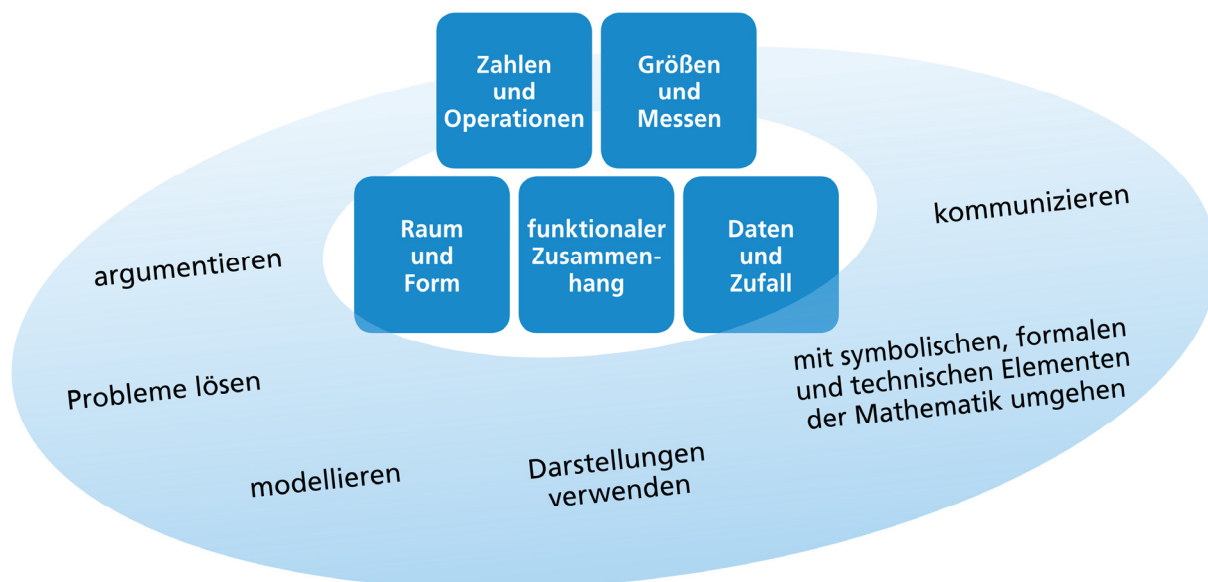 Zahlen
und
Operationen
Größen
und
Messen
Raum
und
Form
funktionaler
Zusammen-
hang
Daten
und
Zufall
argumentieren
Probleme lösen
modellieren
Darstellungen
verwenden
mit symbolischen, formalen
und technischen Elementen
der Mathematik umgehen
kommunizieren